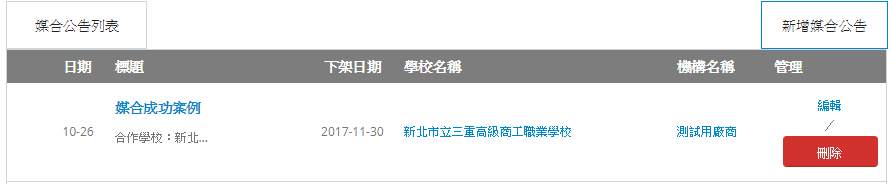 媒合公告列表
新增媒合公告
日期 標題 下架日期 學校名稱 機構名稱 管理
10-26 媒合成功案例 2017-11-30 新北市立三重高級商工職業學校 測試用廠商 編輯
合作學校：新北... /
刪除